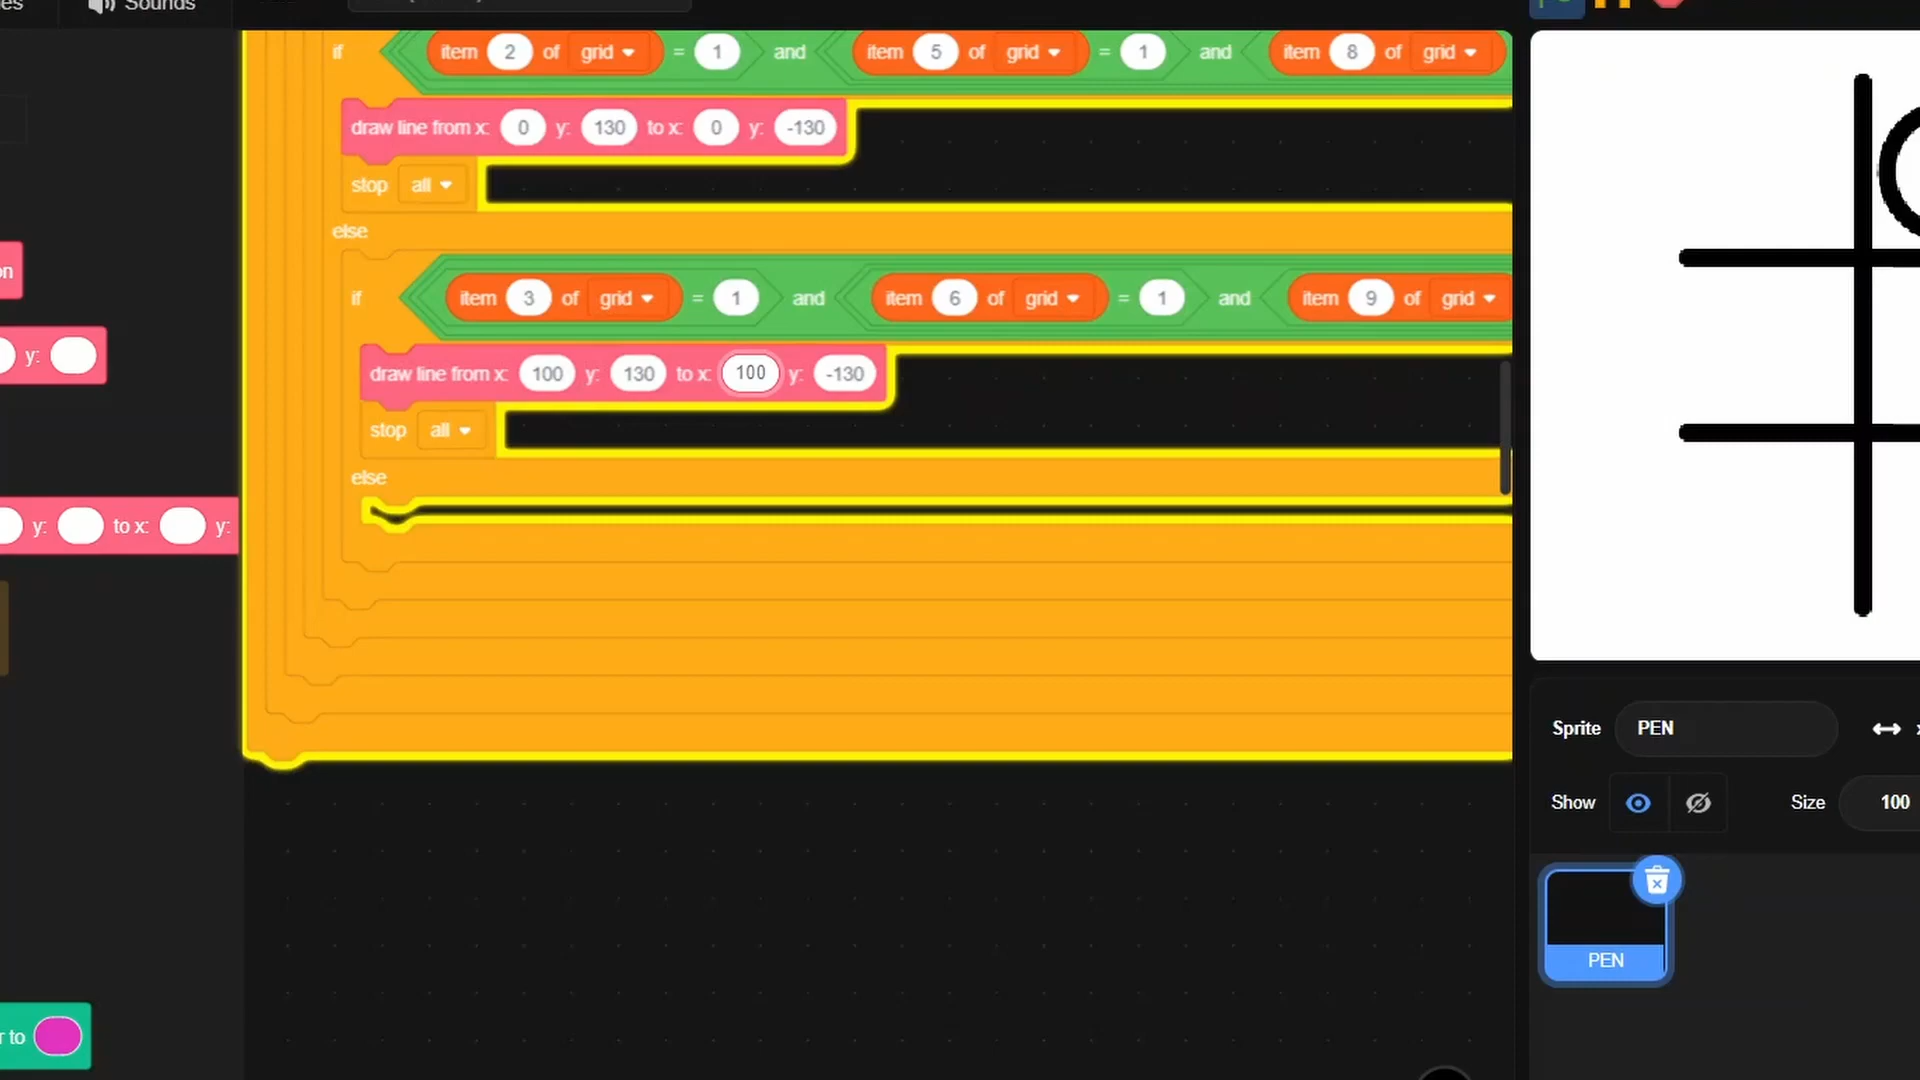 Sounds
if item 2 of grid = 1 and item 5 of grid = 1 and item 8 of grid
draw line from x: 0 y: 130 to x: 0 y: -130
stop all
else
on
if item 3 of grid = 1 and item 6 of grid = 1 and item 9 of grid
y:
draw line from x: 100 y: 130 to x: 100 y: -130
stop all
else
y: to x: y:
Sprite PEN
Show Size 100
PEN
r to